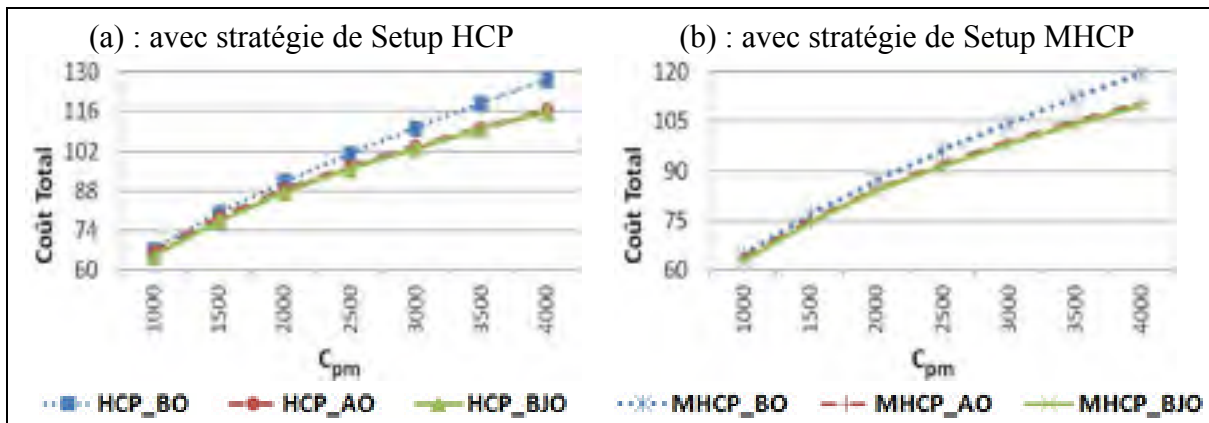 (a) : avec stratégie de Setup HCP
130
116
102
88
74
60
Coût Total
1000
1500
2000
2500
3000
3500
4000
Cpm
HCP_BO
HCP_AO
HCP_BJO
(b) : avec stratégie de Setup MHCP
120
105
90
75
60
Coût Total
1000
1500
2000
2500
3000
3500
4000
Cpm
MHCP_BO
MHCP_AO
MHCP_BJO